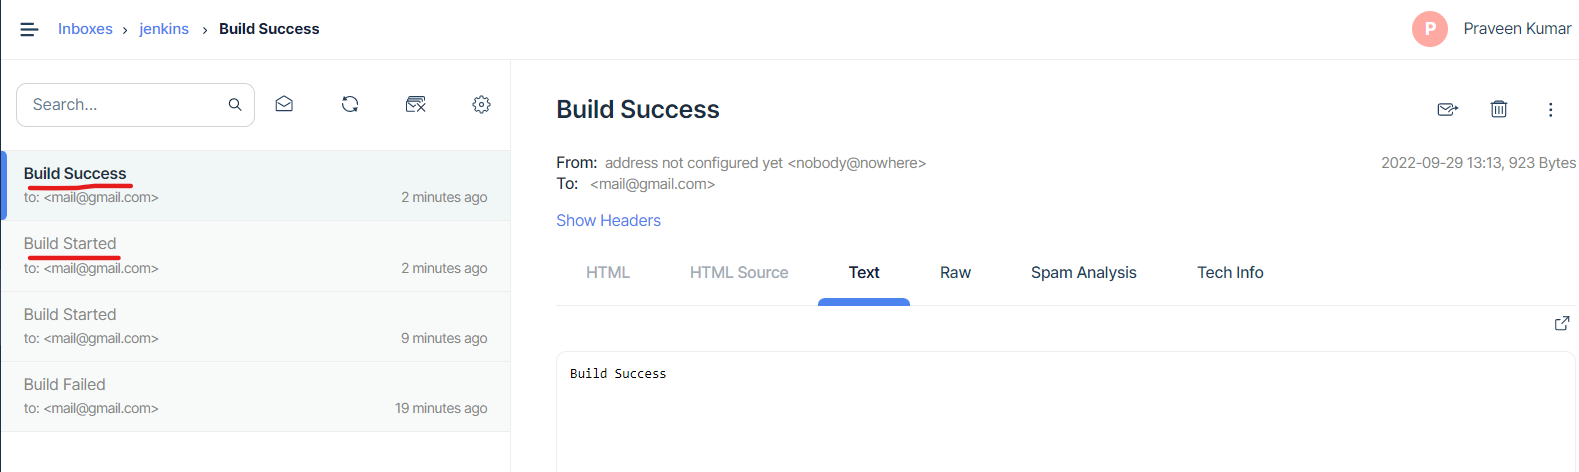 Inboxes › jenkins › Build Success
P Praveen Kumar
Search...
Build Success
to: <mail@gmail.com> 2 minutes ago
Build Started
to: <mail@gmail.com> 2 minutes ago
Build Started
to: <mail@gmail.com> 9 minutes ago
Build Failed
to: <mail@gmail.com> 19 minutes ago
Build Success
From: address not configured yet <nobody@nowhere> 2022-09-29 13:13, 923 Bytes
To: <mail@gmail.com>
Show Headers
HTML HTML Source Text Raw Spam Analysis Tech Info
Build Success